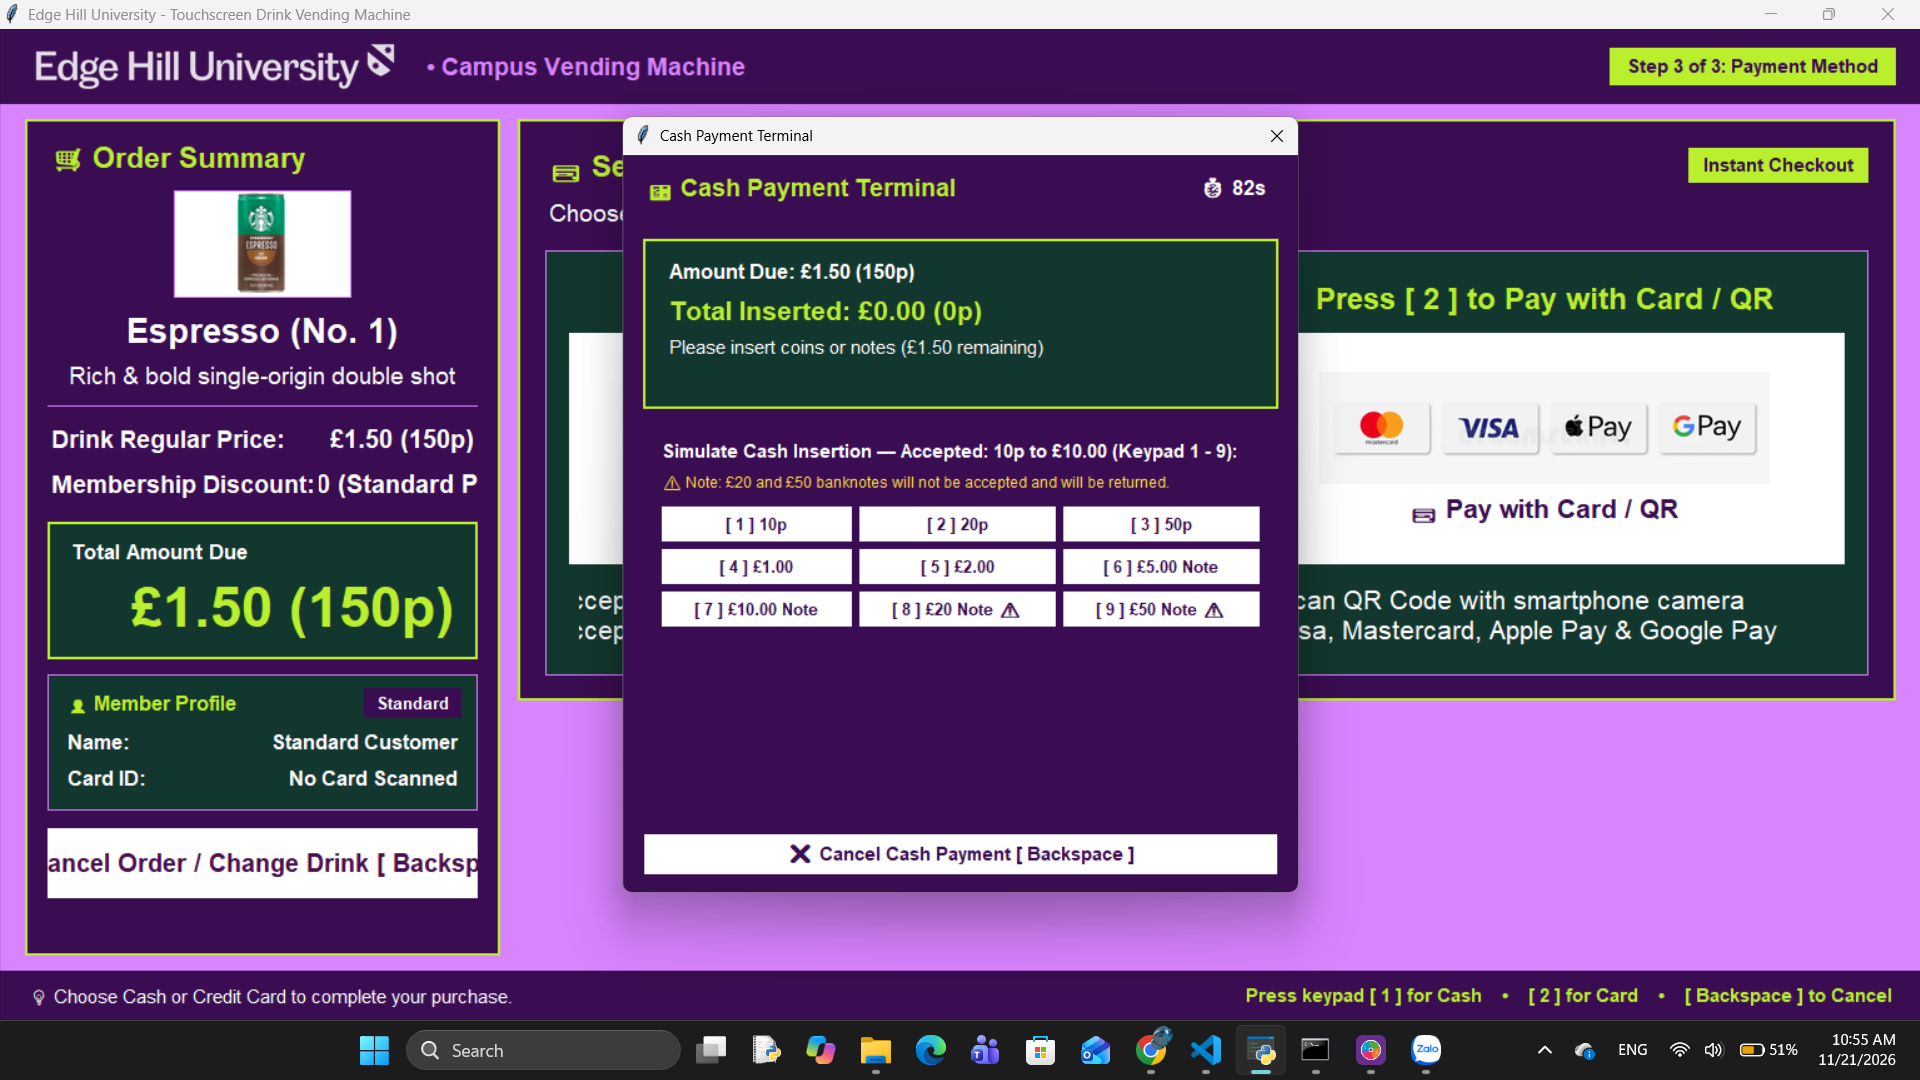 Edge Hill University - Touchscreen Drink Vending Machine
Edge Hill University
• Campus Vending Machine
Step 3 of 3: Payment Method
Order Summary
ESPRESSO
Espresso (No. 1)
Rich & bold single-origin double shot
Drink Regular Price: £1.50 (150p)
Membership Discount:0 (Standard P
Total Amount Due
£1.50 (150p)
Member Profile
Standard
Name: Standard Customer
Card ID: No Card Scanned
ancel Order / Change Drink [ Backsp
Se
Choose
Instant Checkout
Cash Payment Terminal
Cash Payment Terminal
82s
Amount Due: £1.50 (150p)
Total Inserted: £0.00 (0p)
Please insert coins or notes (£1.50 remaining)
Simulate Cash Insertion — Accepted: 10p to £10.00 (Keypad 1 - 9):
⚠ Note: £20 and £50 banknotes will not be accepted and will be returned.
[ 1 ] 10p
[ 2 ] 20p
[ 3 ] 50p
[ 4 ] £1.00
[ 5 ] £2.00
[ 6 ] £5.00 Note
[ 7 ] £10.00 Note
[ 8 ] £20 Note ⚠
[ 9 ] £50 Note ⚠
✕ Cancel Cash Payment [ Backspace ]
Press [ 2 ] to Pay with Card / QR
mastercard
VISA
Pay
G Pay
Pay with Card / QR
ccep
ccep
can QR Code with smartphone camera
sa, Mastercard, Apple Pay & Google Pay
Choose Cash or Credit Card to complete your purchase.
Press keypad [ 1 ] for Cash • [ 2 ] for Card • [ Backspace ] to Cancel
Search
Zalo
ENG
51%
10:55 AM
11/21/2026